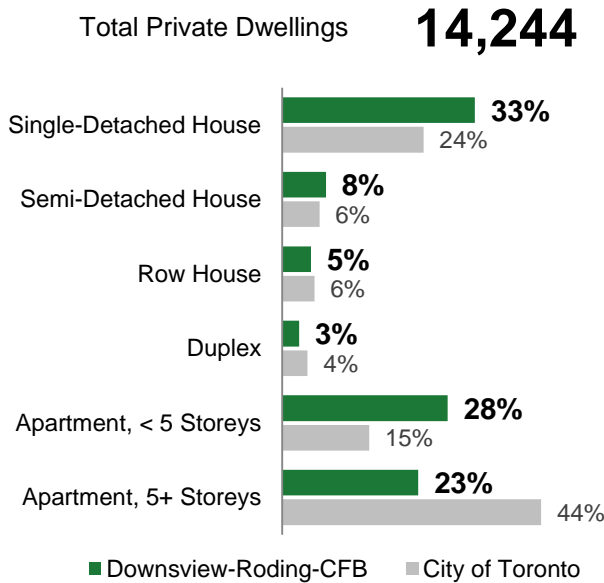 Total Private Dwellings 14,244
Single-Detached House 33%
24%
Semi-Detached House 8%
6%
Row House 5%
6%
Duplex 3%
4%
Apartment, < 5 Storeys 28%
15%
Apartment, 5+ Storeys 23%
44%
Downsview-Roding-CFB City of Toronto